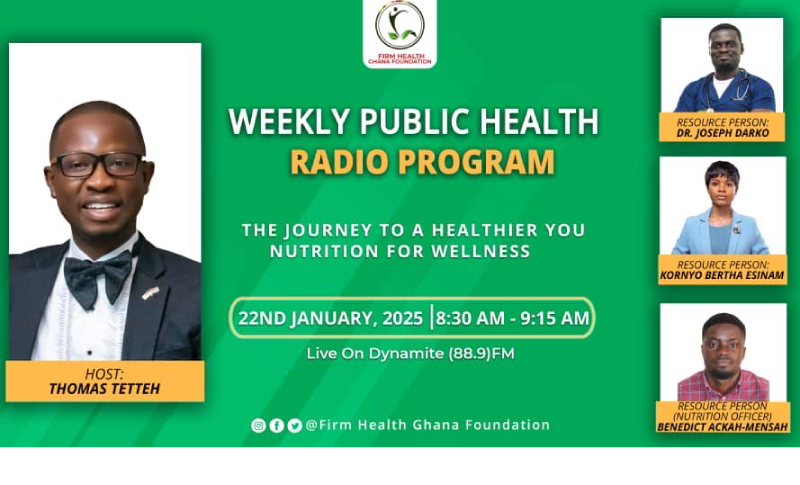 FIRM HEALTH
GHANA FOUNDATION
WEEKLY PUBLIC HEALTH
RADIO PROGRAM
THE JOURNEY TO A HEALTHIER YOU
NUTRITION FOR WELLNESS
22ND JANUARY, 2025 | 8:30 AM - 9:15 AM
Live On Dynamite (88.9)FM
@Firm Health Ghana Foundation
HOST:
THOMAS TETTEH
RESOURCE PERSON:
DR. JOSEPH DARKO
RESOURCE PERSON:
KORNYO BERTHA ESINAM
RESOURCE PERSON
(NUTRITION OFFICER)
BENEDICT ACKAH-MENSAH